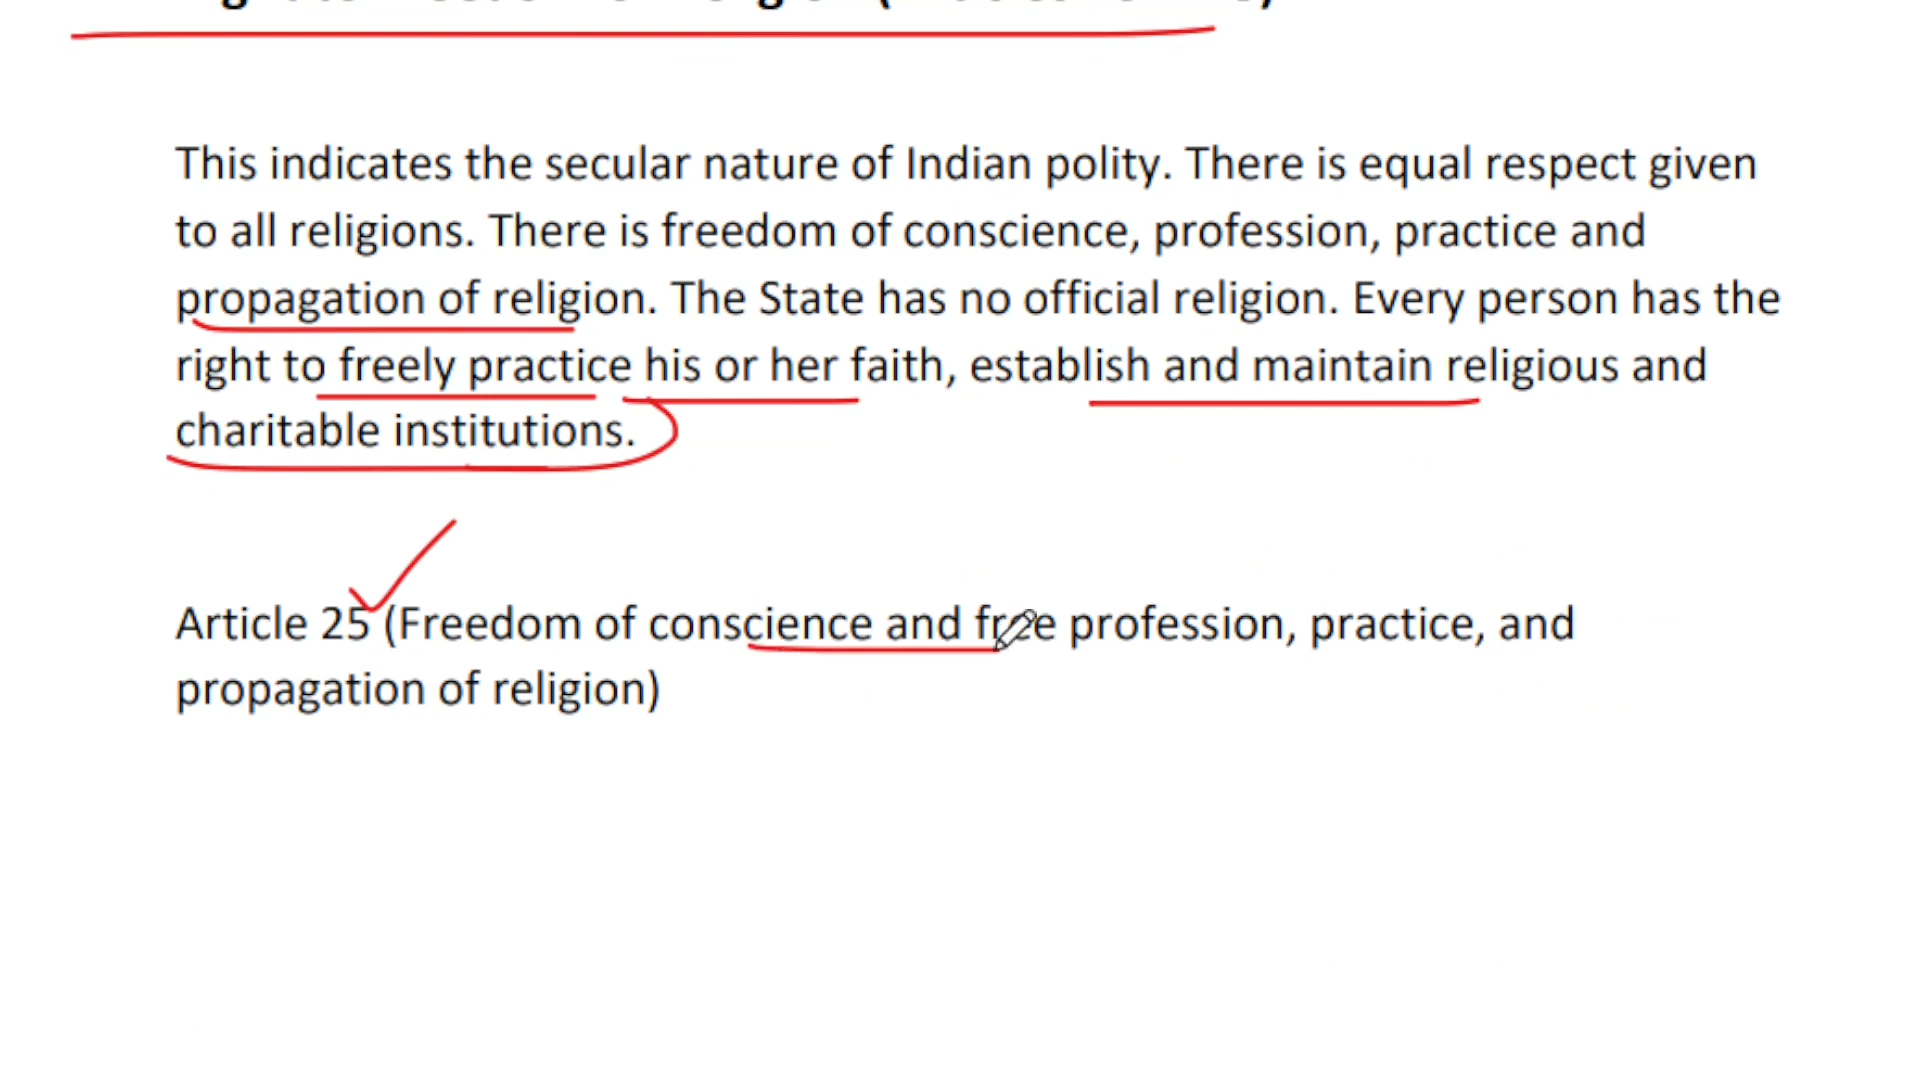 This indicates the secular nature of Indian polity. There is equal respect given
to all religions. There is freedom of conscience, profession, practice and
propagation of religion. The State has no official religion. Every person has the
right to freely practice his or her faith, establish and maintain religious and
charitable institutions.
Article 25 (Freedom of conscience and free profession, practice, and
propagation of religion)